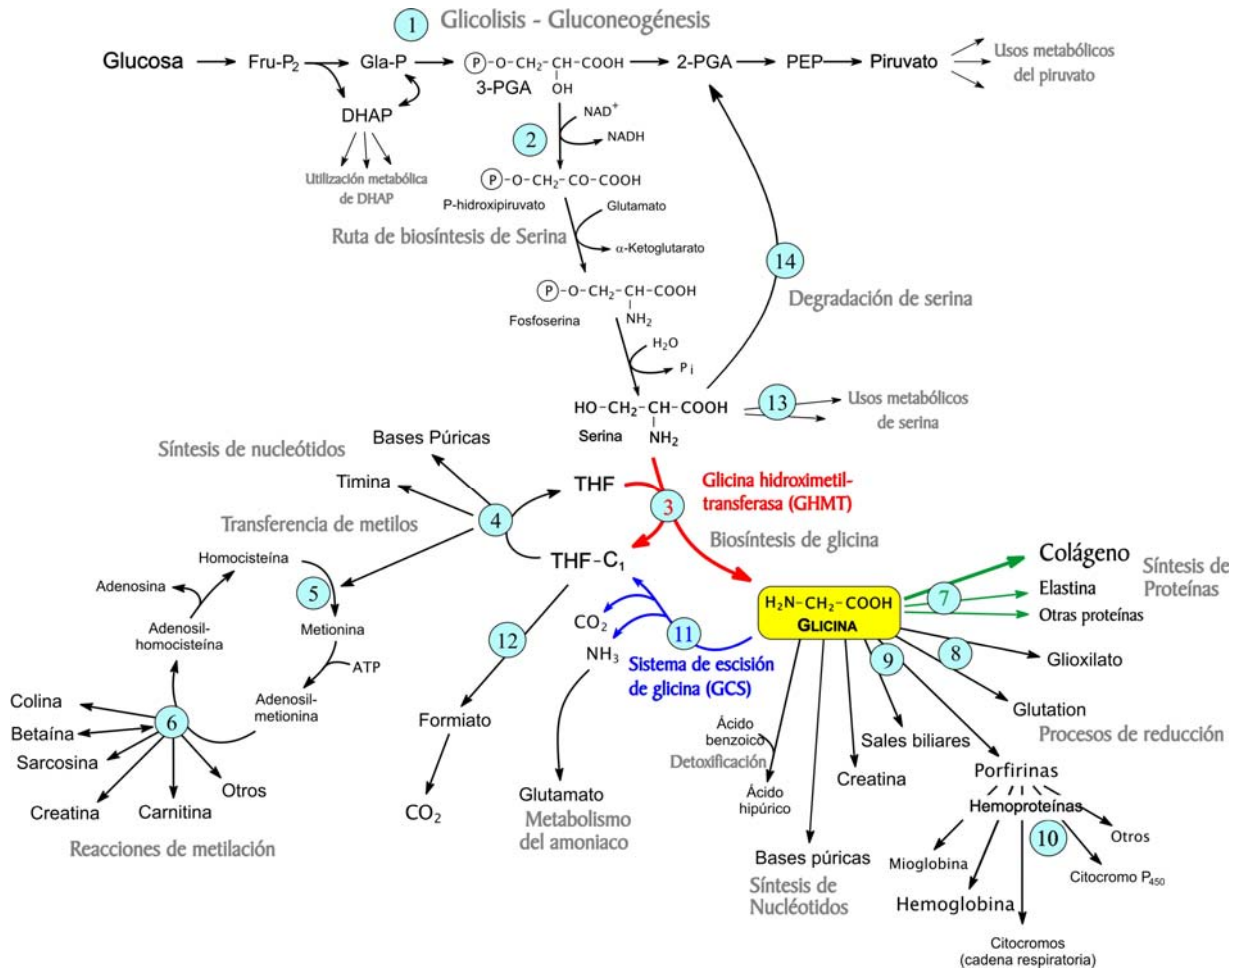 1
Glicolisis - Gluconeogénesis
Glucosa
Fru-P2
Gla-P
P-O-CH2-CH-COOH
OH
3-PGA
2-PGA
PEP
Piruvato
Usos metabólicos
del piruvato
DHAP
Utilización metabólica
de DHAP
2
NAD+
NADH
P-O-CH2-CO-COOH
P-hidroxipiruvato
Glutamato
Ruta de biosíntesis de Serina
α-Ketoglutarato
14
Degradación de serina
P-O-CH2-CH-COOH
NH2
Fosfoserina
H2O
Pi
HO-CH2-CH-COOH
NH2
Serina
13
Usos metabólicos
de serina
Síntesis de nucleótidos
Bases Púricas
Timina
THF
3
Glicina hidroximetil-
transferasa (GHMT)
Transferencia de metilos
4
Biosíntesis de glicina
THF-C1
Homocisteína
Adenosina
5
Adenosil-
homocisteína
Metionina
ATP
Adenosil-
metionina
12
CO2
NH3
11
Sistema de escisión
de glicina (GCS)
H2N-CH2-COOH
GLICINA
7
Colágeno
Elastina
Otras proteínas
Síntesis de
Proteínas
9
8
Glioxilato
Glutation
Procesos de reducción
Colina
Betaína
Sarcosina
6
Creatina
Carnitina
Otros
Reacciones de metilación
Formiato
CO2
Glutamato
Metabolismo
del amoniaco
Ácido
benzoico
Detoxificación
Ácido
hipúrico
Creatina
Sales biliares
Porfirinas
Hemoproteínas
10
Otros
Mioglobina
Citocromo P450
Hemoglobina
Citocromos
(cadena respiratoria)
Bases púricas
Síntesis de
Nucléotidos